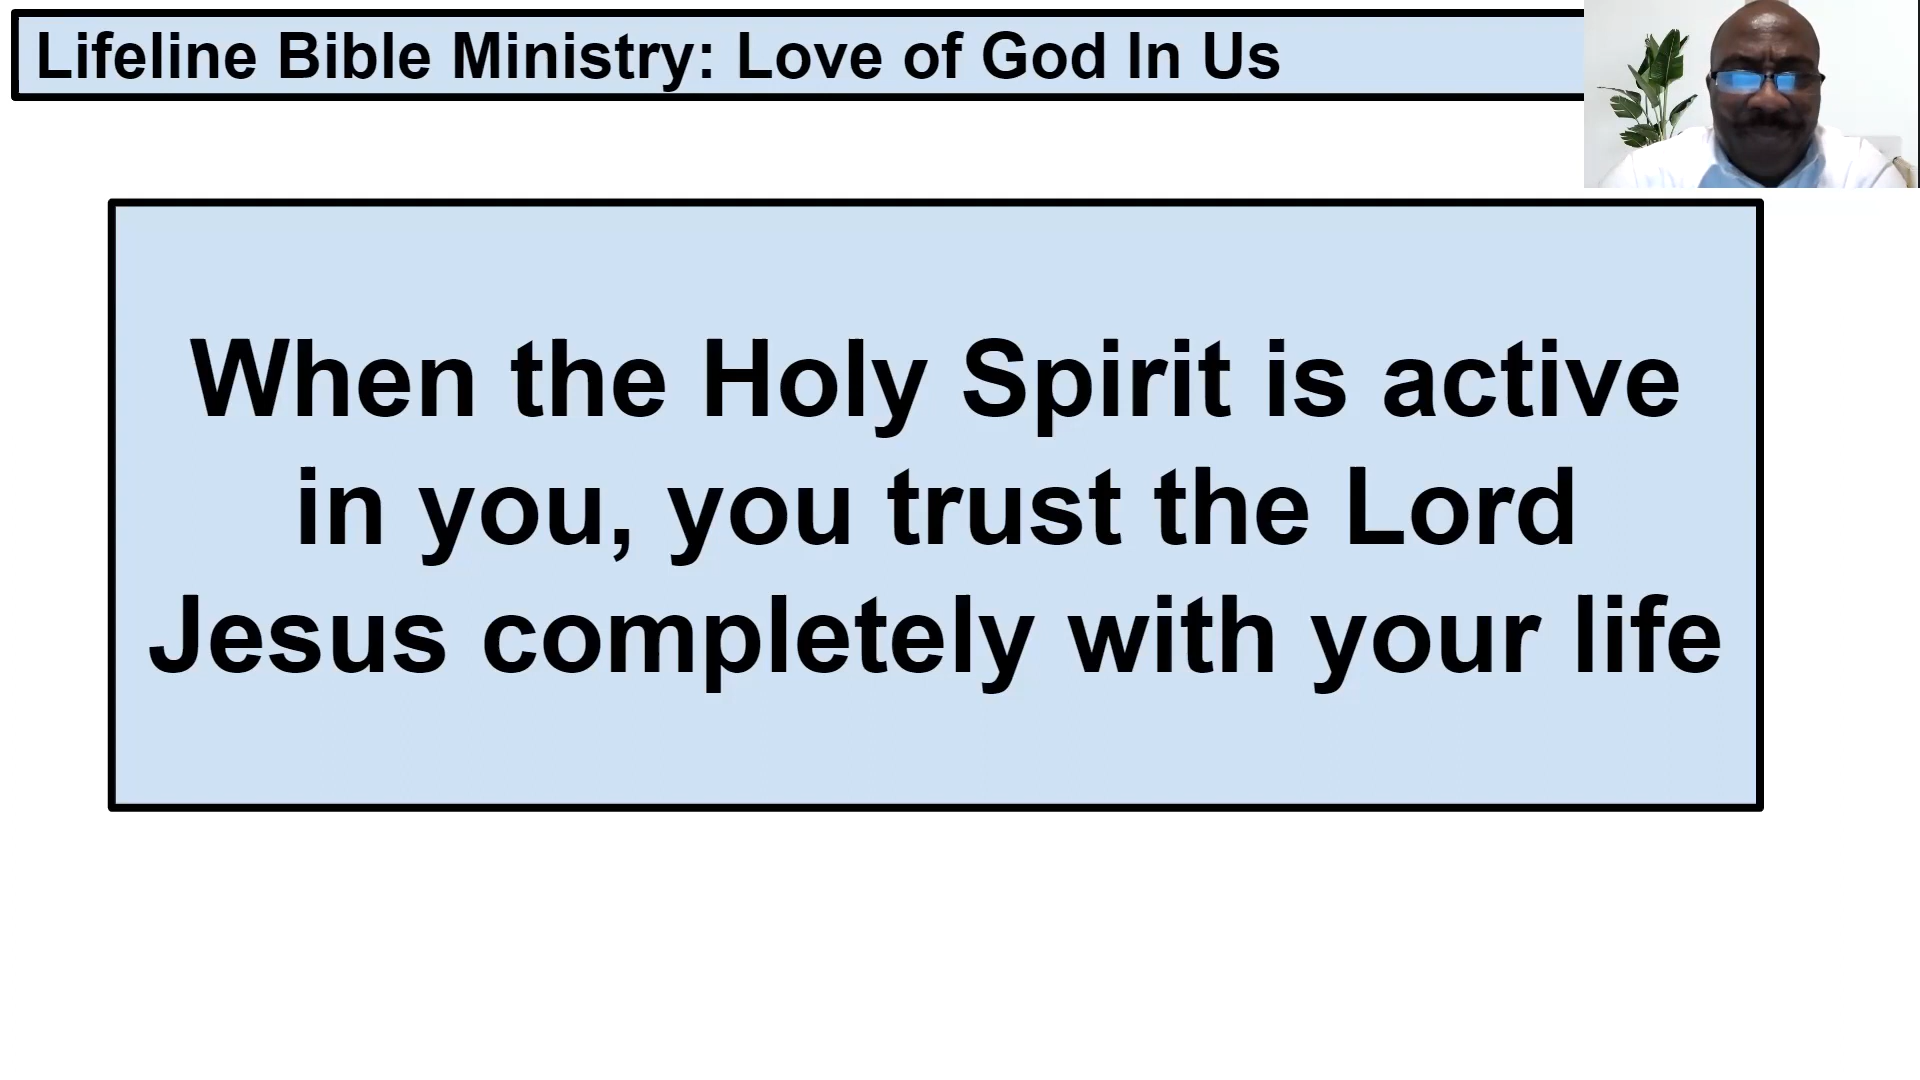 Lifeline Bible Ministry: Love of God In Us
When the Holy Spirit is active
in you, you trust the Lord
Jesus completely with your life